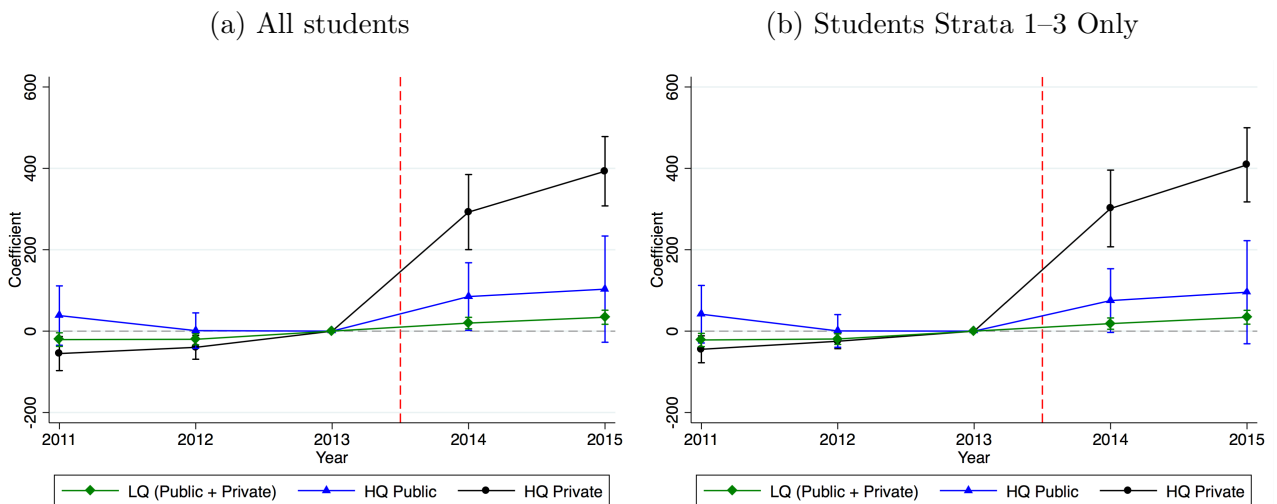 (a) All students
600
400
200
0
-200
Coefficient
2011 2012 2013 2014 2015
Year
LQ (Public + Private) HQ Public HQ Private
(b) Students Strata 1–3 Only
600
400
200
0
-200
Coefficient
2011 2012 2013 2014 2015
Year
LQ (Public + Private) HQ Public HQ Private